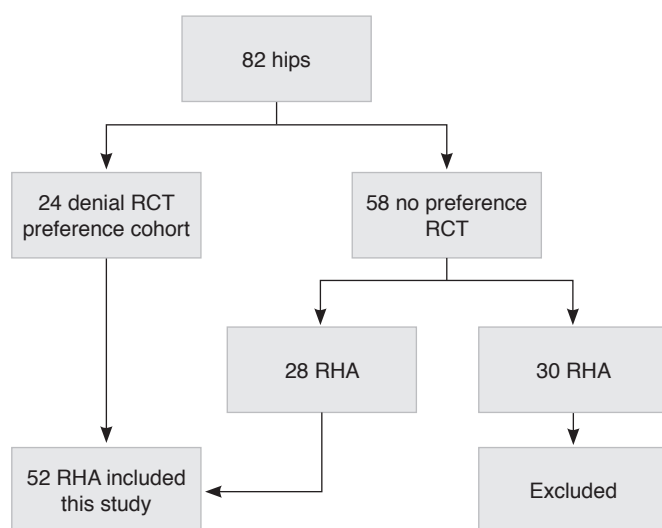 82 hips
24 denial RCT
preference cohort
58 no preference
RCT
28 RHA
30 RHA
52 RHA included
this study
Excluded